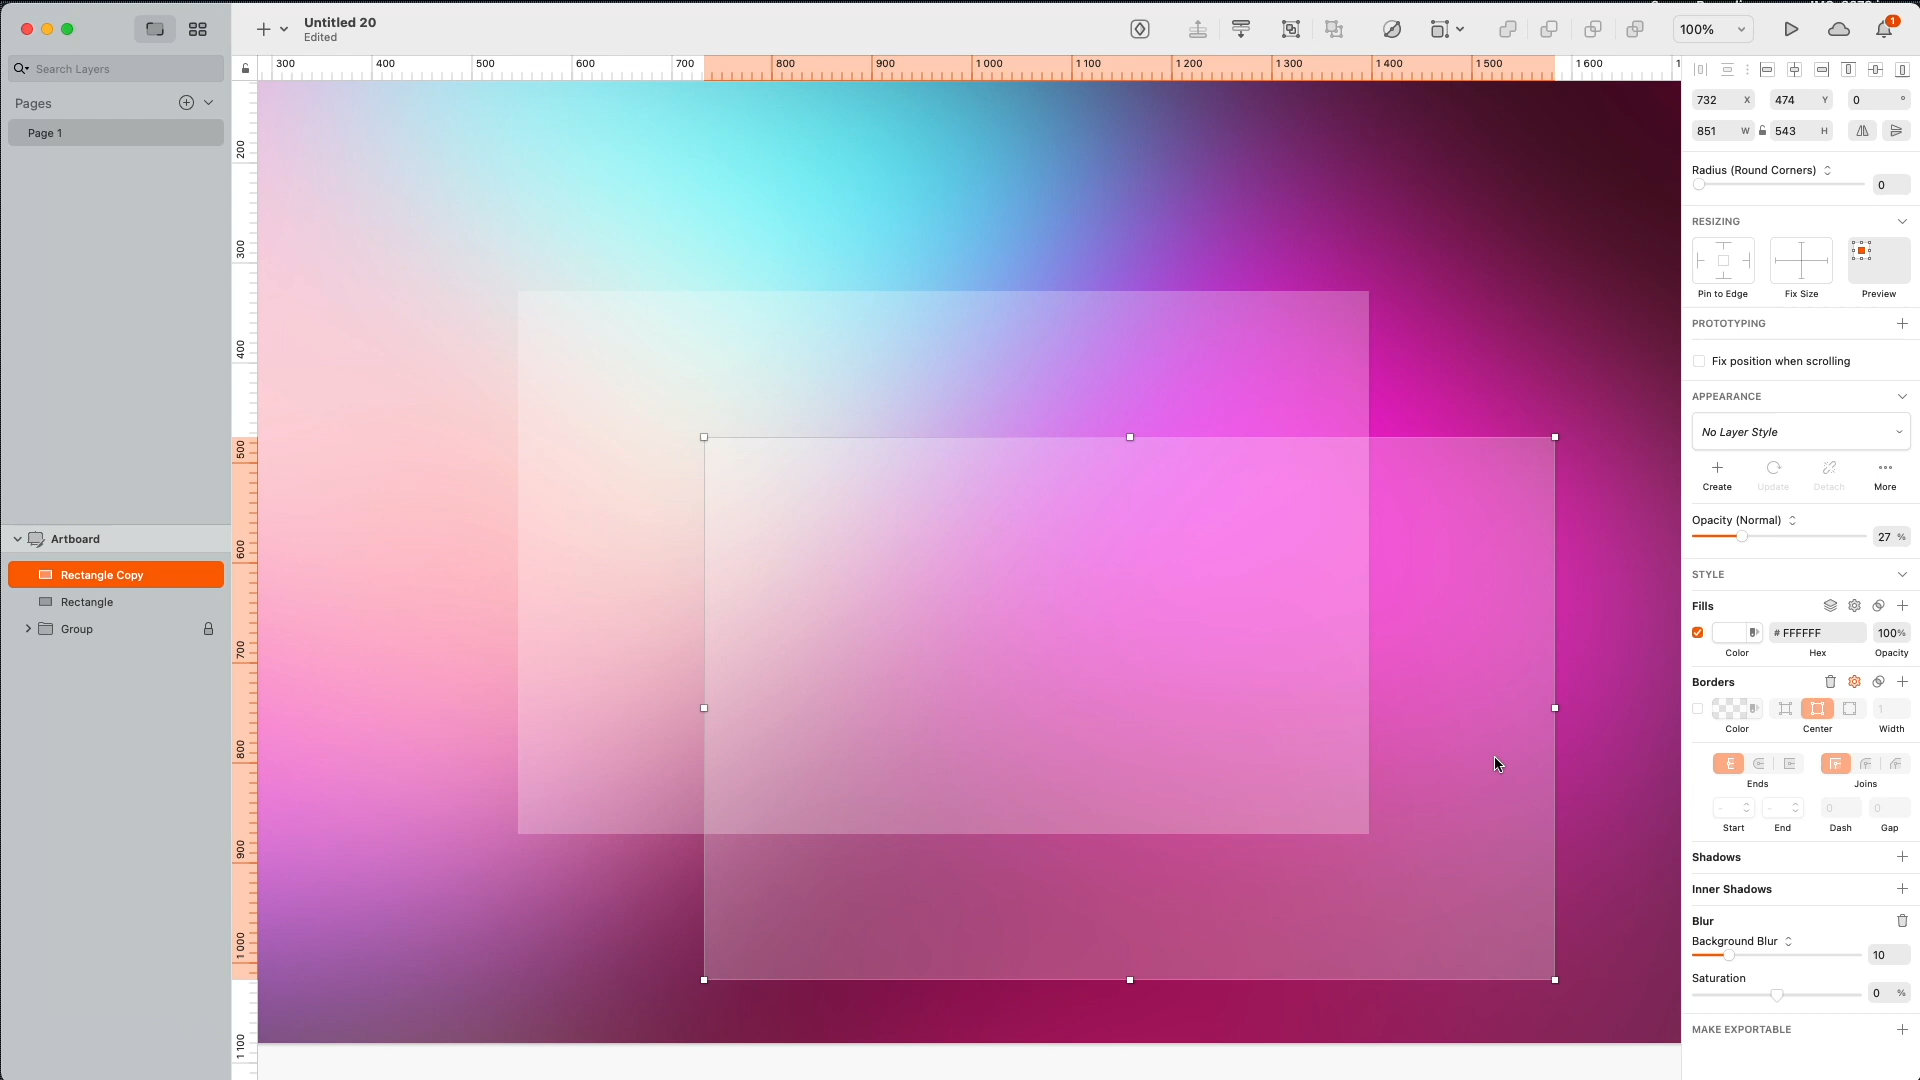 Untitled 20
Edited
100%
1
Search Layers
Pages
Page 1
Artboard
Rectangle Copy
Rectangle
Group
300 400 500 600 700 800 900 1 000 1 100 1 200 1 300 1 400 1 500 1 600 1
200
300
400
500
600
700
800
900
1 000
1 100
732 X 474 Y 0 °
851 W 543 H
Radius (Round Corners)
0
RESIZING
Pin to Edge Fix Size Preview
PROTOTYPING
Fix position when scrolling
APPEARANCE
No Layer Style
Create Update Detach More
Opacity (Normal)
27 %
STYLE
Fills
# FFFFFF 100%
Color Hex Opacity
Borders
1
Color Center Width
Ends Joins
- - 0 0
Start End Dash Gap
Shadows
Inner Shadows
Blur
Background Blur
10
Saturation
0 %
MAKE EXPORTABLE